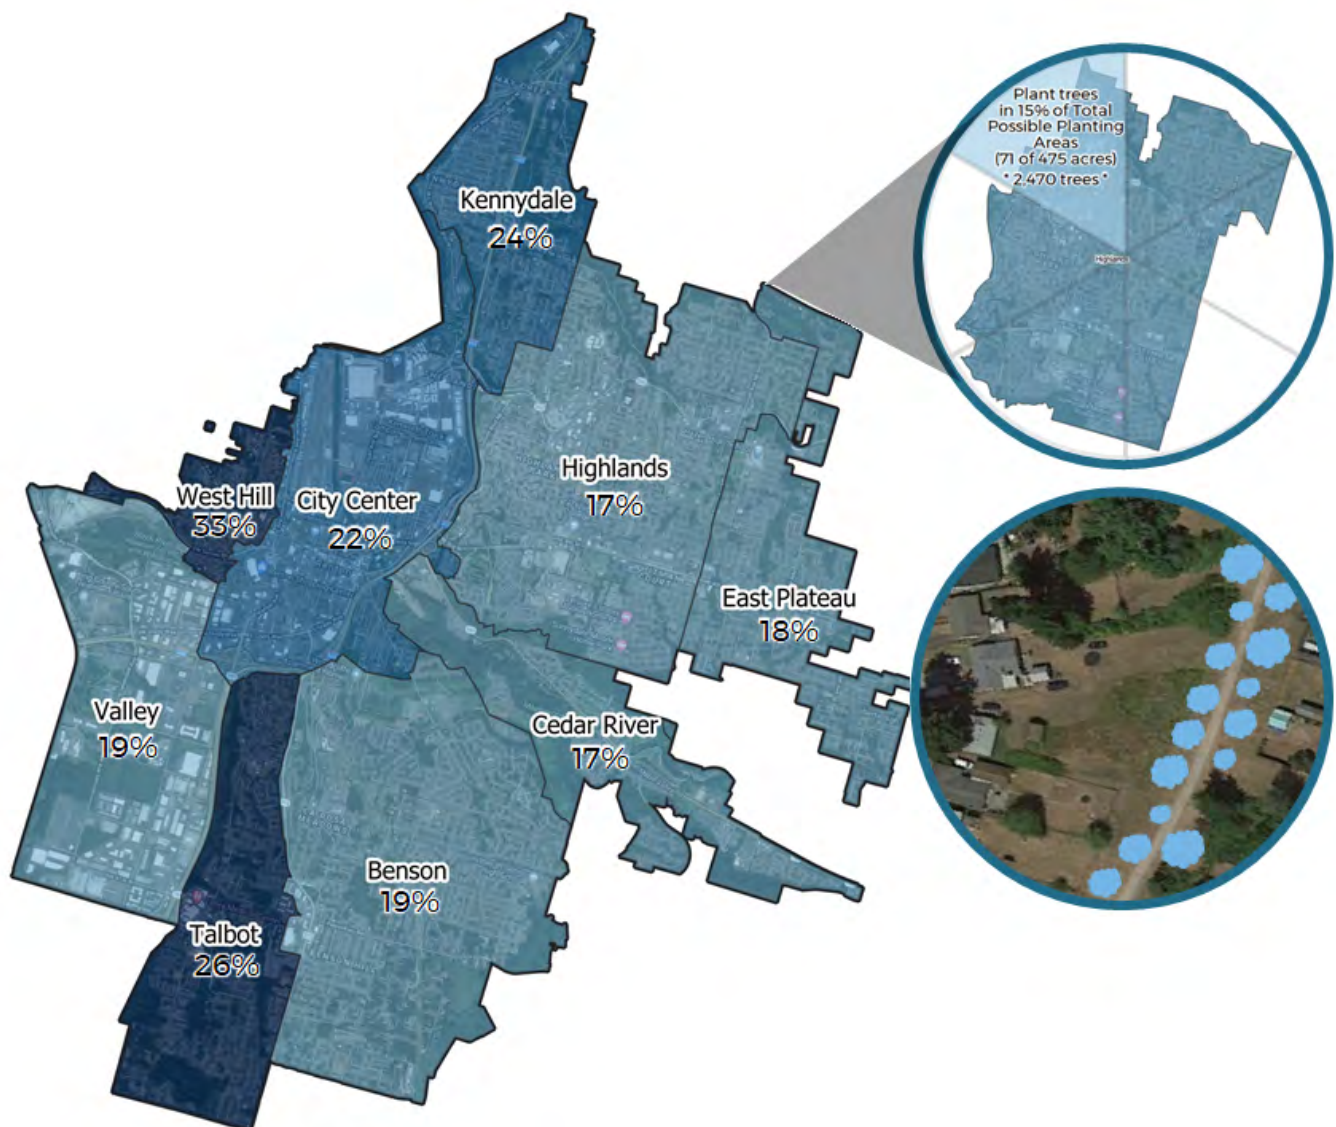 Plant trees
in 15% of Total
Possible Planting
Areas
(71 of 475 acres)
* 2,470 trees *
Highlands
Kennydale
24%
Highlands
17%
West Hill
33%
City Center
22%
East Plateau
18%
Valley
19%
Cedar River
17%
Benson
19%
Talbot
26%